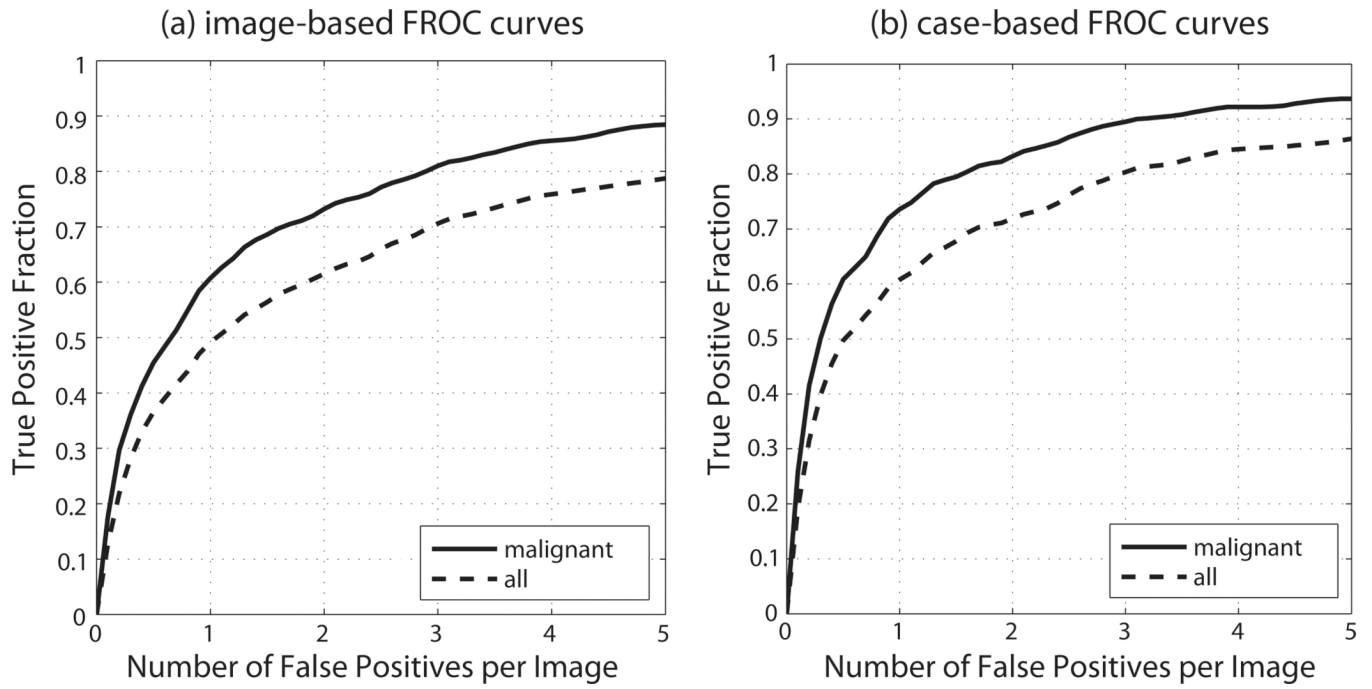 (a) image-based FROC curves
1
0.9
0.8
0.7
0.6
0.5
0.4
0.3
0.2
0.1
0
True Positive Fraction
malignant
all
0 1 2 3 4 5
Number of False Positives per Image
(b) case-based FROC curves
1
0.9
0.8
0.7
0.6
0.5
0.4
0.3
0.2
0.1
0
True Positive Fraction
malignant
all
0 1 2 3 4 5
Number of False Positives per Image